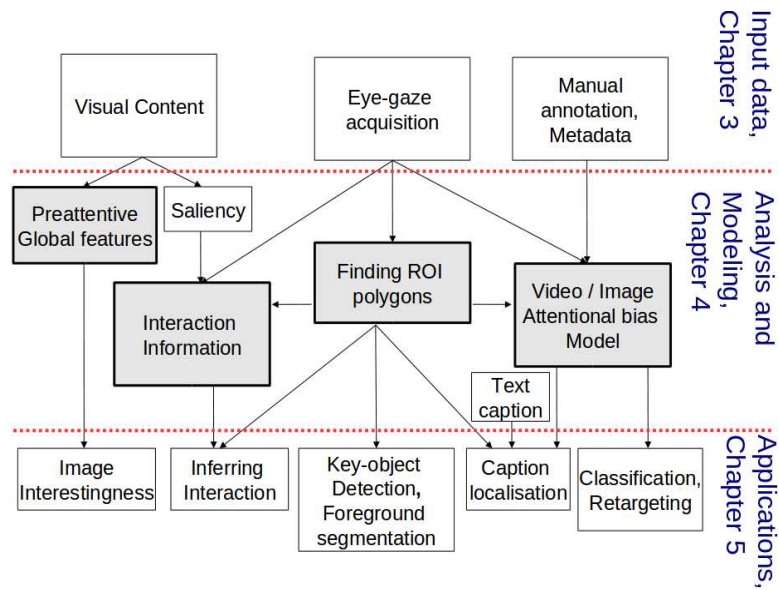 Visual Content
Eye-gaze
acquisition
Manual
annotation,
Metadata
Input data,
Chapter 3
Preattentive
Global features
Saliency
Finding ROI
polygons
Interaction
Information
Video / Image
Attentional bias
Model
Analysis and
Modeling,
Chapter 4
Text
caption
Image
Interestingness
Inferring
Interaction
Key-object
Detection,
Foreground
segmentation
Caption
localisation
Classification,
Retargeting
Applications,
Chapter 5